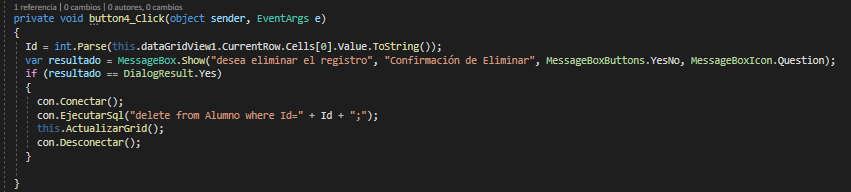 1 referencia | 0 cambios | 0 autores, 0 cambios
private void button4_Click(object sender, EventArgs e)
{
Id = int.Parse(this.dataGridView1.CurrentRow.Cells[0].Value.ToString());
var resultado = MessageBox.Show("desea eliminar el registro", "Confirmación de Eliminar", MessageBoxButtons.YesNo, MessageBoxIcon.Question);
if (resultado == DialogResult.Yes)
{
con.Conectar();
con.EjecutarSql("delete from Alumno where Id=" + Id + ";");
this.ActualizarGrid();
con.Desconectar();
}
}